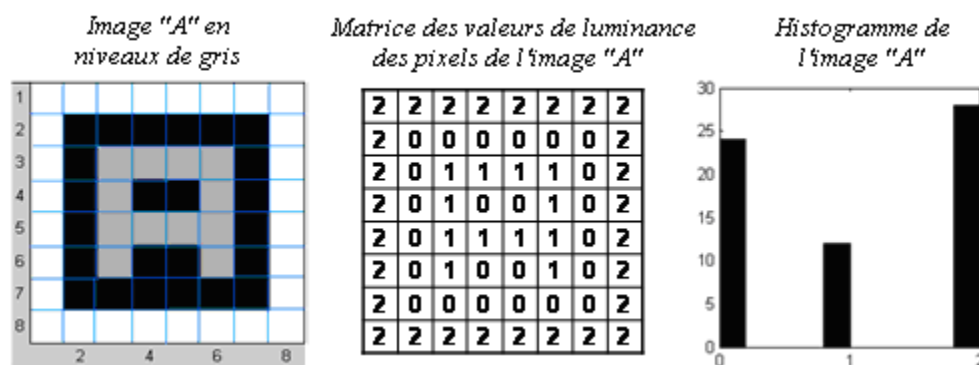 Image "A" en
niveaux de gris
Matrice des valeurs de luminance
des pixels de l'image "A"
Histogramme de
l'image "A"
1
2
3
4
5
6
7
8
2 4 6 8
2 2 2 2 2 2 2 2
2 0 0 0 0 0 0 2
2 0 1 1 1 1 0 2
2 0 1 0 0 1 0 2
2 0 1 1 1 1 0 2
2 0 1 0 0 1 0 2
2 0 0 0 0 0 0 2
2 2 2 2 2 2 2 2
30
25
20
15
10
5
0
0 1 2